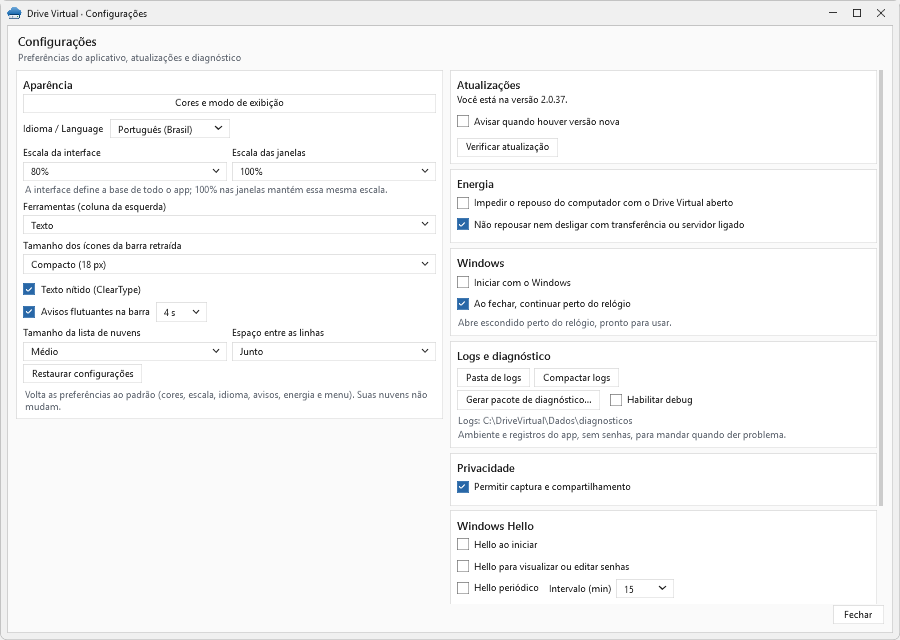 Drive Virtual · Configurações
Configurações
Preferências do aplicativo, atualizações e diagnóstico
Aparência
Cores e modo de exibição
Idioma / Language
Português (Brasil)
Escala da interface
Escala das janelas
80%
100%
A interface define a base de todo o app; 100% nas janelas mantém essa mesma escala.
Ferramentas (coluna da esquerda)
Texto
Tamanho dos ícones da barra retraída
Compacto (18 px)
Texto nítido (ClearType)
Avisos flutuantes na barra
4 s
Tamanho da lista de nuvens
Espaço entre as linhas
Médio
Junto
Restaurar configurações
Volta as preferências ao padrão (cores, escala, idioma, avisos, energia e menu). Suas nuvens não
mudam.
Atualizações
Você está na versão 2.0.37.
Avisar quando houver versão nova
Verificar atualização
Energia
Impedir o repouso do computador com o Drive Virtual aberto
Não repousar nem desligar com transferência ou servidor ligado
Windows
Iniciar com o Windows
Ao fechar, continuar perto do relógio
Abre escondido perto do relógio, pronto para usar.
Logs e diagnóstico
Pasta de logs
Compactar logs
Gerar pacote de diagnóstico...
Habilitar debug
Logs: C:\DriveVirtual\Dados\diagnosticos
Ambiente e registros do app, sem senhas, para mandar quando der problema.
Privacidade
Permitir captura e compartilhamento
Windows Hello
Hello ao iniciar
Hello para visualizar ou editar senhas
Hello periódico
Intervalo (min)
15
Fechar